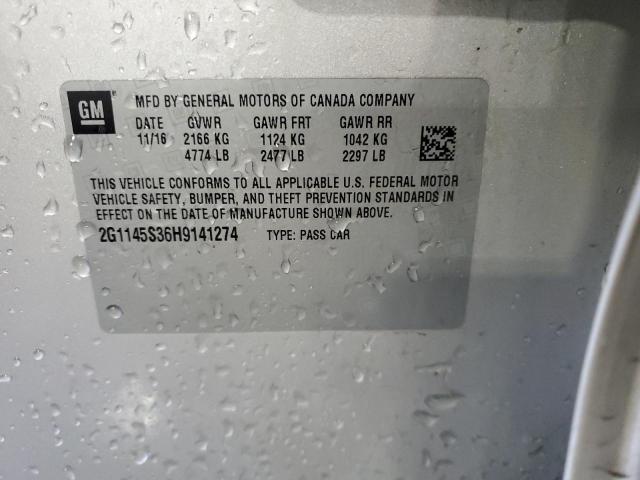 GM ® MFD BY GENERAL MOTORS OF CANADA COMPANY
DATE GVWR GAWR FRT GAWR RR
11/16 2166 KG 1124 KG 1042 KG
4774 LB 2477 LB 2297 LB
THIS VEHICLE CONFORMS TO ALL APPLICABLE U.S. FEDERAL MOTOR
VEHICLE SAFETY, BUMPER, AND THEFT PREVENTION STANDARDS IN
EFFECT ON THE DATE OF MANUFACTURE SHOWN ABOVE.
2G1145S36H9141274 TYPE: PASS CAR